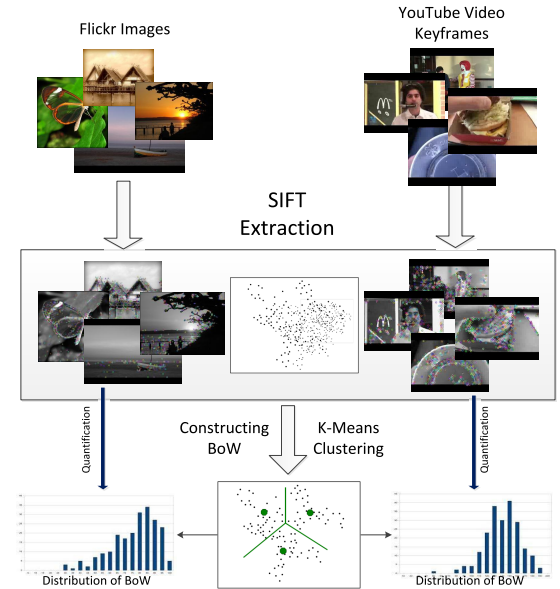 Flickr Images
YouTube Video
Keyframes
SIFT
Extraction
Quantification
Constructing
BoW
K-Means
Clustering
Quantification
Distribution of BoW
Distribution of BoW